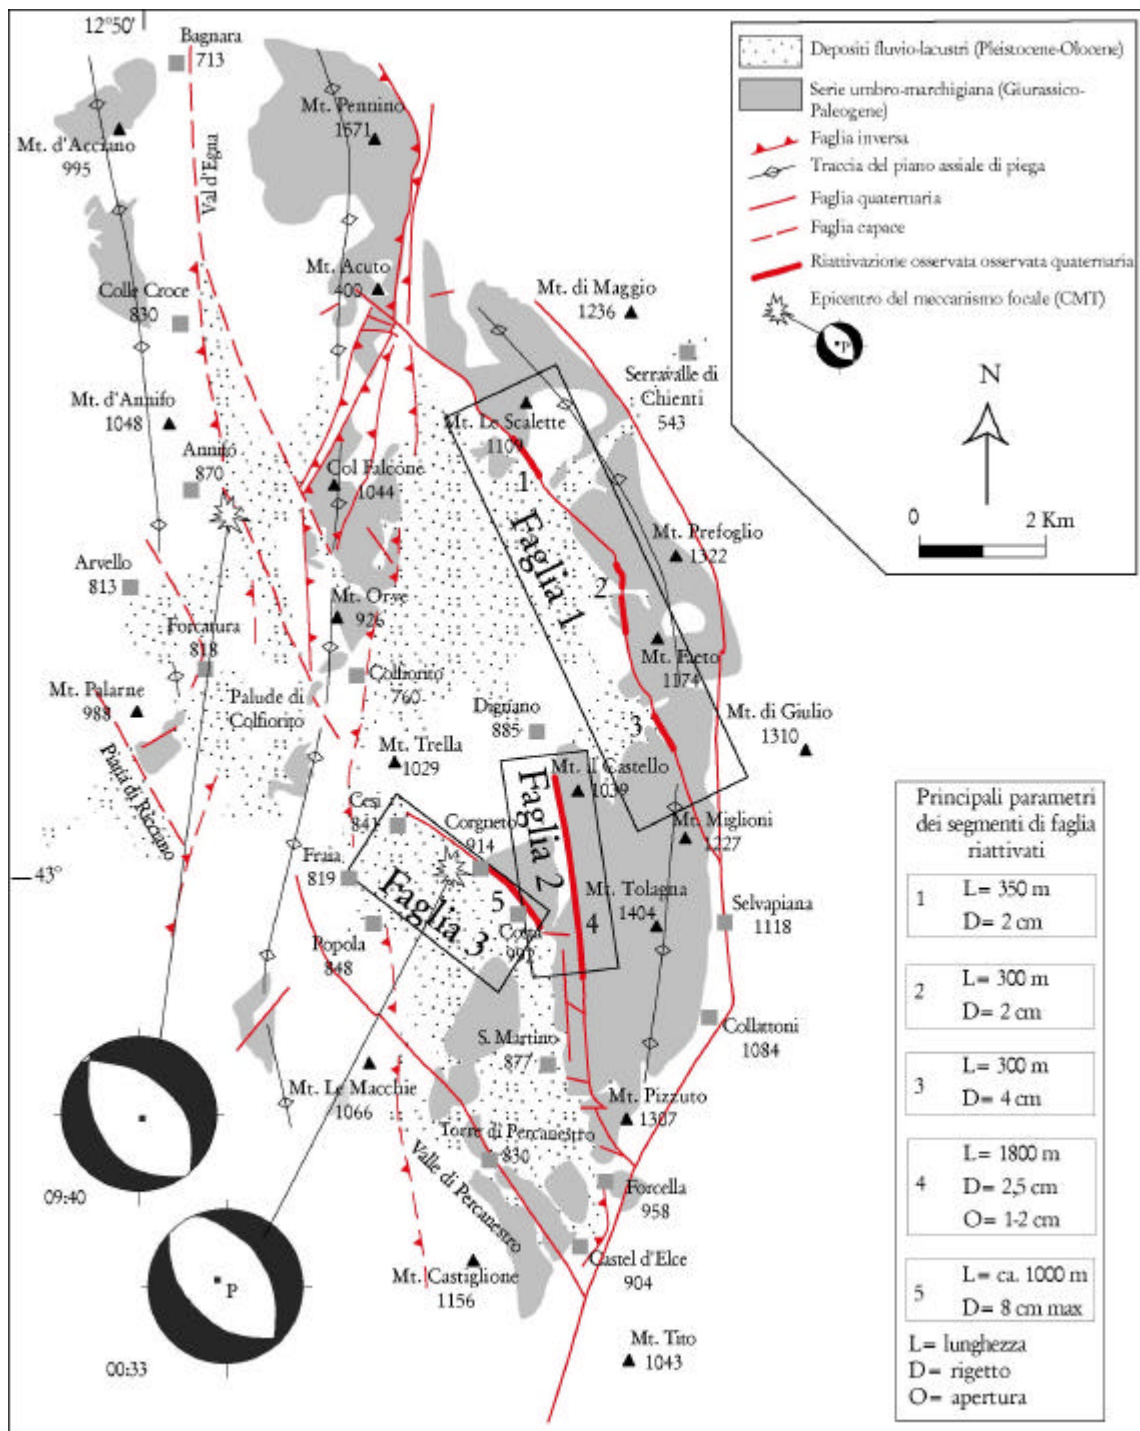 12°50'
Bagnara
713
Mt. Pennino
1571
Mt. d'Acciano
995
Val d'Egna
Mt. Acuto
400
Colle Croce
830
Mt. di Maggio
1236
Serravalle di
Chienti
543
Mt. d'Annifo
1048
Mt. Le Scalette
1109
Annifo
870
Col Falcone
1044
1
Faglia 1
Mt. Prefoglio
1322
Arvello
813
2
Mt. Orve
926
Forcatura
818
Mt. Faeto
1174
Colfiorito
760
Mt. Palarne
988
Palude di
Colfiorito
Dignano
885
3
Mt. di Giulio
1310
Piana di Ricciano
Mt. Trella
1029
Mt. il Castello
1039
Faglia 2
Cesi
841
Corgneto
914
Mt. Miglioni
1227
43°
Fraia
819
M
Faglia 3
5
Mt. Tolagna
1404
4
Selvapiana
1118
Popola
848
Costa
992
Collattoni
1084
S. Martino
877
Mt. Le Macchie
1066
Mt. Pizzuto
1307
Torre di Percanestro
830
Valle di Percanestro
Forcella
958
09:40
Castel d'Elce
904
Mt. Castiglione
1156
P
00:33
Mt. Tito
1043
Depositi fluvio-lacustri (Pleistocene-Olocene)
Serie umbro-marchigiana (Giurassico-
Paleogene)
Faglia inversa
Traccia del piano assiale di piega
Faglia quaternaria
Faglia capace
Riattivazione osservata osservata quaternaria
Epicentro del meccanismo focale (CMT)
M
P
N
0
2 Km
Principali parametri
dei segmenti di faglia
riattivati
1
L= 350 m
D= 2 cm
2
L= 300 m
D= 2 cm
3
L= 300 m
D= 4 cm
4
L= 1800 m
D= 2,5 cm
O= 1-2 cm
5
L= ca. 1000 m
D= 8 cm max
L= lunghezza
D= rigetto
O= apertura